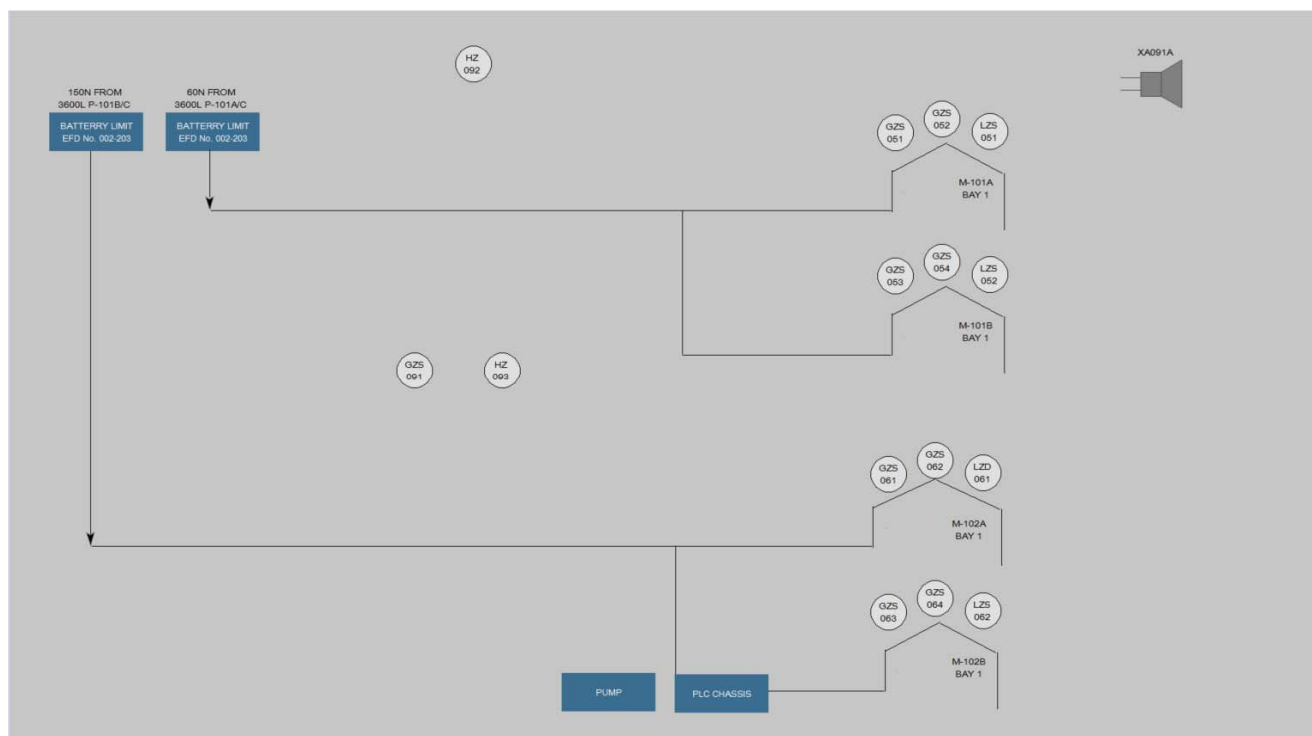 HZ
092
XA091A
150N FROM
3600L P-101B/C
60N FROM
3600L P-101A/C
BATTERRY LIMIT
EFD No. 002-203
BATTERRY LIMIT
EFD No. 002-203
GZS
051
GZS
052
LZS
051
M-101A
BAY 1
GZS
053
GZS
054
LZS
052
M-101B
BAY 1
GZS
091
HZ
093
GZS
061
GZS
062
LZD
061
M-102A
BAY 1
GZS
063
GZS
064
LZS
062
M-102B
BAY 1
PUMP
PLC CHASSIS